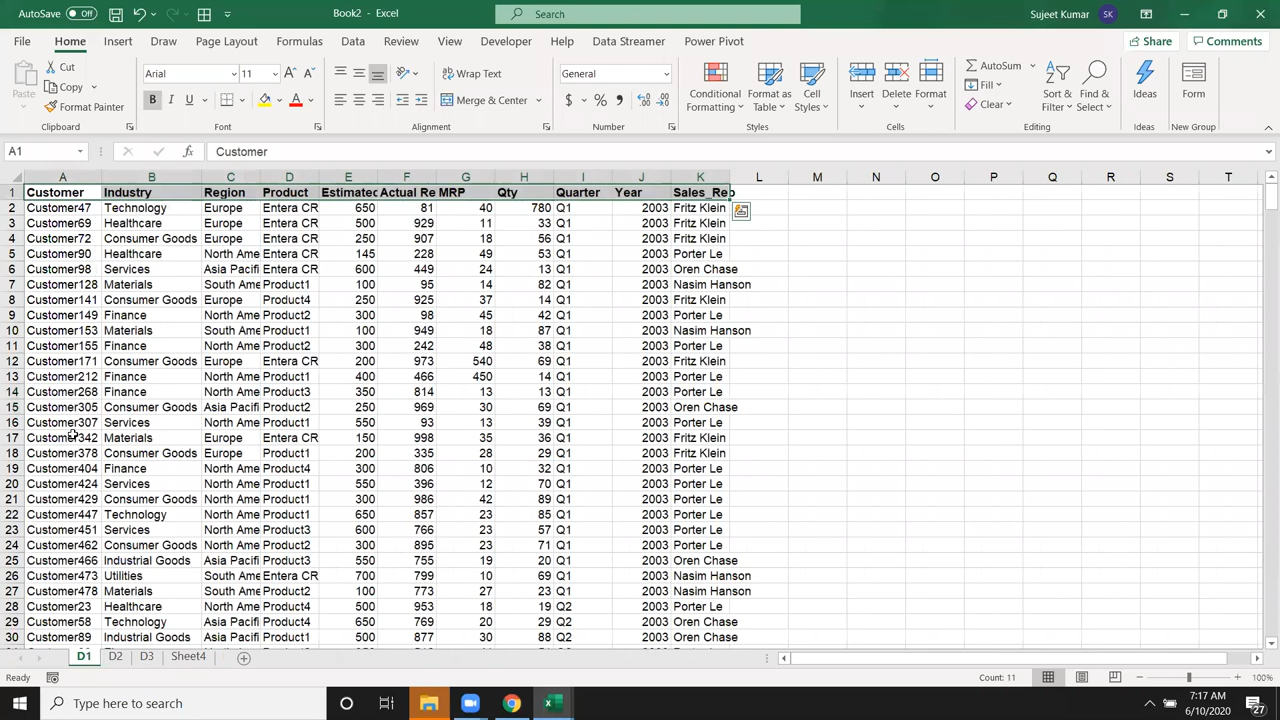 AutoSave Off Book2 - Excel Search Sujeet Kumar SK
File Home Insert Draw Page Layout Formulas Data Review View Developer Help Data Streamer Power Pivot Share Comments
Paste Cut Copy Format Painter Clipboard
Arial 11 B I U Font
Wrap Text Merge & Center Alignment
General $ % Number
Conditional Formatting Format as Table Cell Styles Styles
Insert Delete Format Cells
AutoSum Fill Clear Sort & Filter Find & Select Editing
Ideas Ideas
Form New Group
A1 fx Customer
A B C D E F G H I J K L M N O P Q R S T
1 Customer Industry Region Product Estimated Actual Re MRP Qty Quarter Year Sales_Rep
2 Customer47 Technology Europe Entera CR 650 81 40 780 Q1 2003 Fritz Klein
3 Customer69 Healthcare Europe Entera CR 500 929 11 33 Q1 2003 Fritz Klein
4 Customer72 Consumer Goods Europe Entera CR 250 907 18 56 Q1 2003 Fritz Klein
5 Customer90 Healthcare North Ame Entera CR 145 228 49 53 Q1 2003 Porter Le
6 Customer98 Services Asia Pacifi Entera CR 600 449 24 13 Q1 2003 Oren Chase
7 Customer128 Materials South Ame Product1 100 95 14 82 Q1 2003 Nasim Hanson
8 Customer141 Consumer Goods Europe Product4 250 925 37 14 Q1 2003 Fritz Klein
9 Customer149 Finance North Ame Product2 300 98 45 42 Q1 2003 Porter Le
10 Customer153 Materials South Ame Product1 100 949 18 87 Q1 2003 Nasim Hanson
11 Customer155 Finance North Ame Product2 300 242 48 38 Q1 2003 Porter Le
12 Customer171 Consumer Goods Europe Entera CR 200 973 540 69 Q1 2003 Fritz Klein
13 Customer212 Finance North Ame Product1 400 466 450 14 Q1 2003 Porter Le
14 Customer268 Finance North Ame Product3 350 814 13 13 Q1 2003 Porter Le
15 Customer305 Consumer Goods Asia Pacifi Product2 250 969 30 69 Q1 2003 Oren Chase
16 Customer307 Services North Ame Product1 550 93 13 39 Q1 2003 Porter Le
17 Customer342 Materials Europe Entera CR 150 998 35 36 Q1 2003 Fritz Klein
18 Customer378 Consumer Goods Europe Product1 200 335 28 29 Q1 2003 Fritz Klein
19 Customer404 Finance North Ame Product4 300 806 10 32 Q1 2003 Porter Le
20 Customer424 Services North Ame Product1 550 396 12 70 Q1 2003 Porter Le
21 Customer429 Consumer Goods North Ame Product1 300 986 42 89 Q1 2003 Porter Le
22 Customer447 Technology North Ame Product1 650 857 23 85 Q1 2003 Porter Le
23 Customer451 Services North Ame Product3 600 766 23 57 Q1 2003 Porter Le
24 Customer462 Consumer Goods North Ame Product2 300 895 23 71 Q1 2003 Porter Le
25 Customer466 Industrial Goods Asia Pacifi Product3 550 755 19 20 Q1 2003 Oren Chase
26 Customer473 Utilities South Ame Entera CR 700 799 10 69 Q1 2003 Nasim Hanson
27 Customer478 Materials South Ame Product2 100 773 27 23 Q1 2003 Nasim Hanson
28 Customer23 Healthcare North Ame Product4 500 953 18 19 Q2 2003 Porter Le
29 Customer58 Technology Asia Pacifi Product4 650 769 20 29 Q2 2003 Oren Chase
30 Customer89 Industrial Goods Asia Pacifi Product1 500 877 30 88 Q2 2003 Oren Chase
D1 D2 D3 Sheet4
Ready Count: 11 100%
Type here to search 7:17 AM
6/10/2020 27